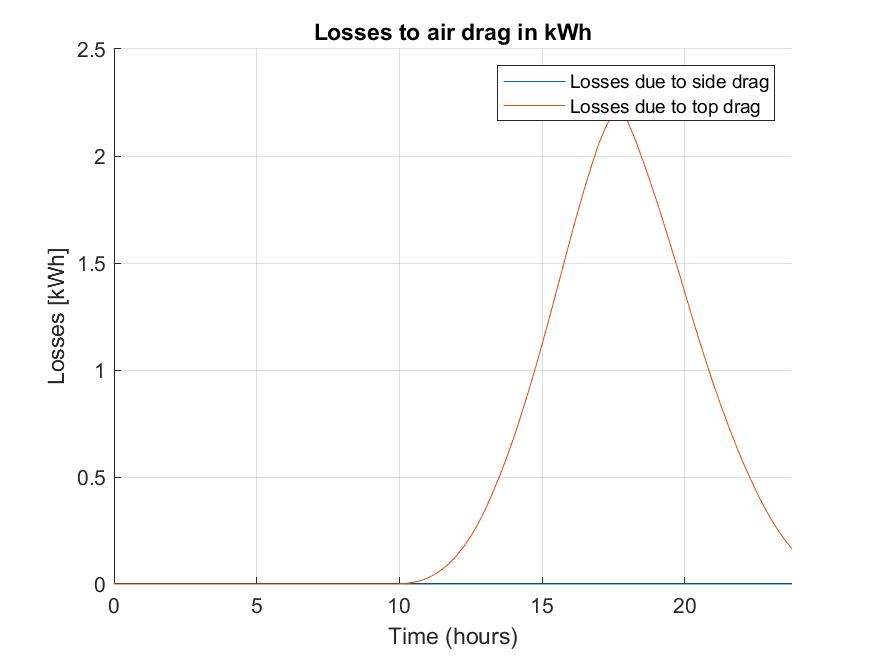 Losses to air drag in kWh
2.5
Losses due to side drag
Losses due to top drag
2
1.5
Losses [kWh]
1
0.5
0
0 5 10 15 20
Time (hours)